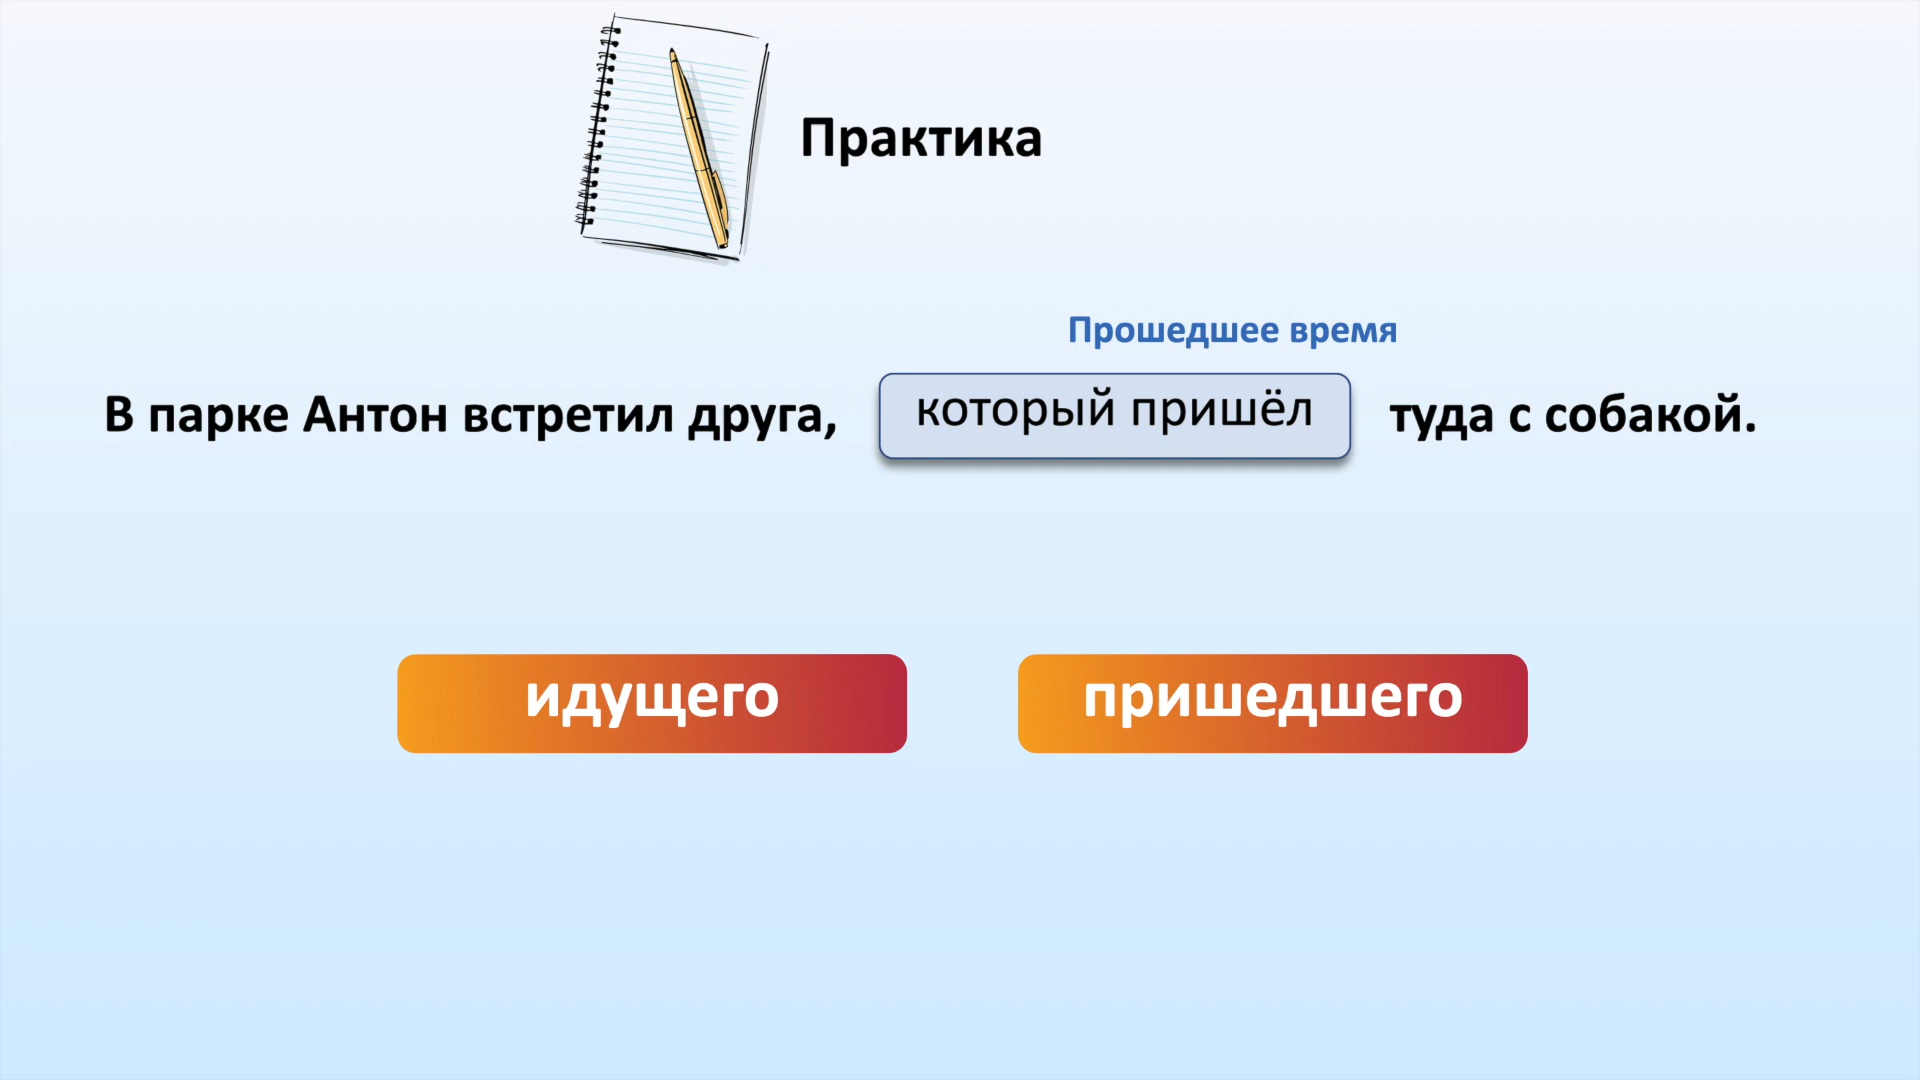 Практика
Прошедшее время
В парке Антон встретил друга, который пришёл туда с собакой.
идущего
пришедшего